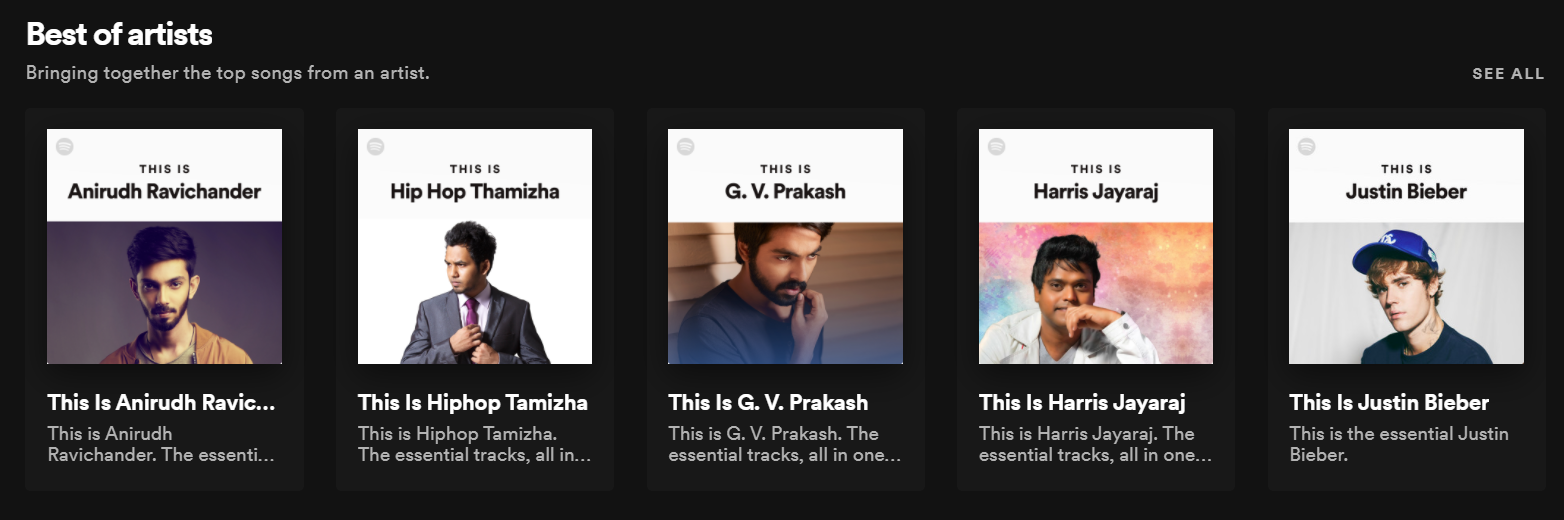 Best of artists
Bringing together the top songs from an artist.
SEE ALL
THIS IS
Anirudh Ravichander
THIS IS
Hip Hop Thamizha
THIS IS
G. V. Prakash
THIS IS
Harris Jayaraj
THIS IS
Justin Bieber
This Is Anirudh Ravic...
This is Anirudh
Ravichander. The essenti...
This Is Hiphop Tamizha
This is Hiphop Tamizha.
The essential tracks, all in...
This Is G. V. Prakash
This is G. V. Prakash. The
essential tracks, all in one...
This Is Harris Jayaraj
This is Harris Jayaraj. The
essential tracks, all in one...
This Is Justin Bieber
This is the essential Justin
Bieber.